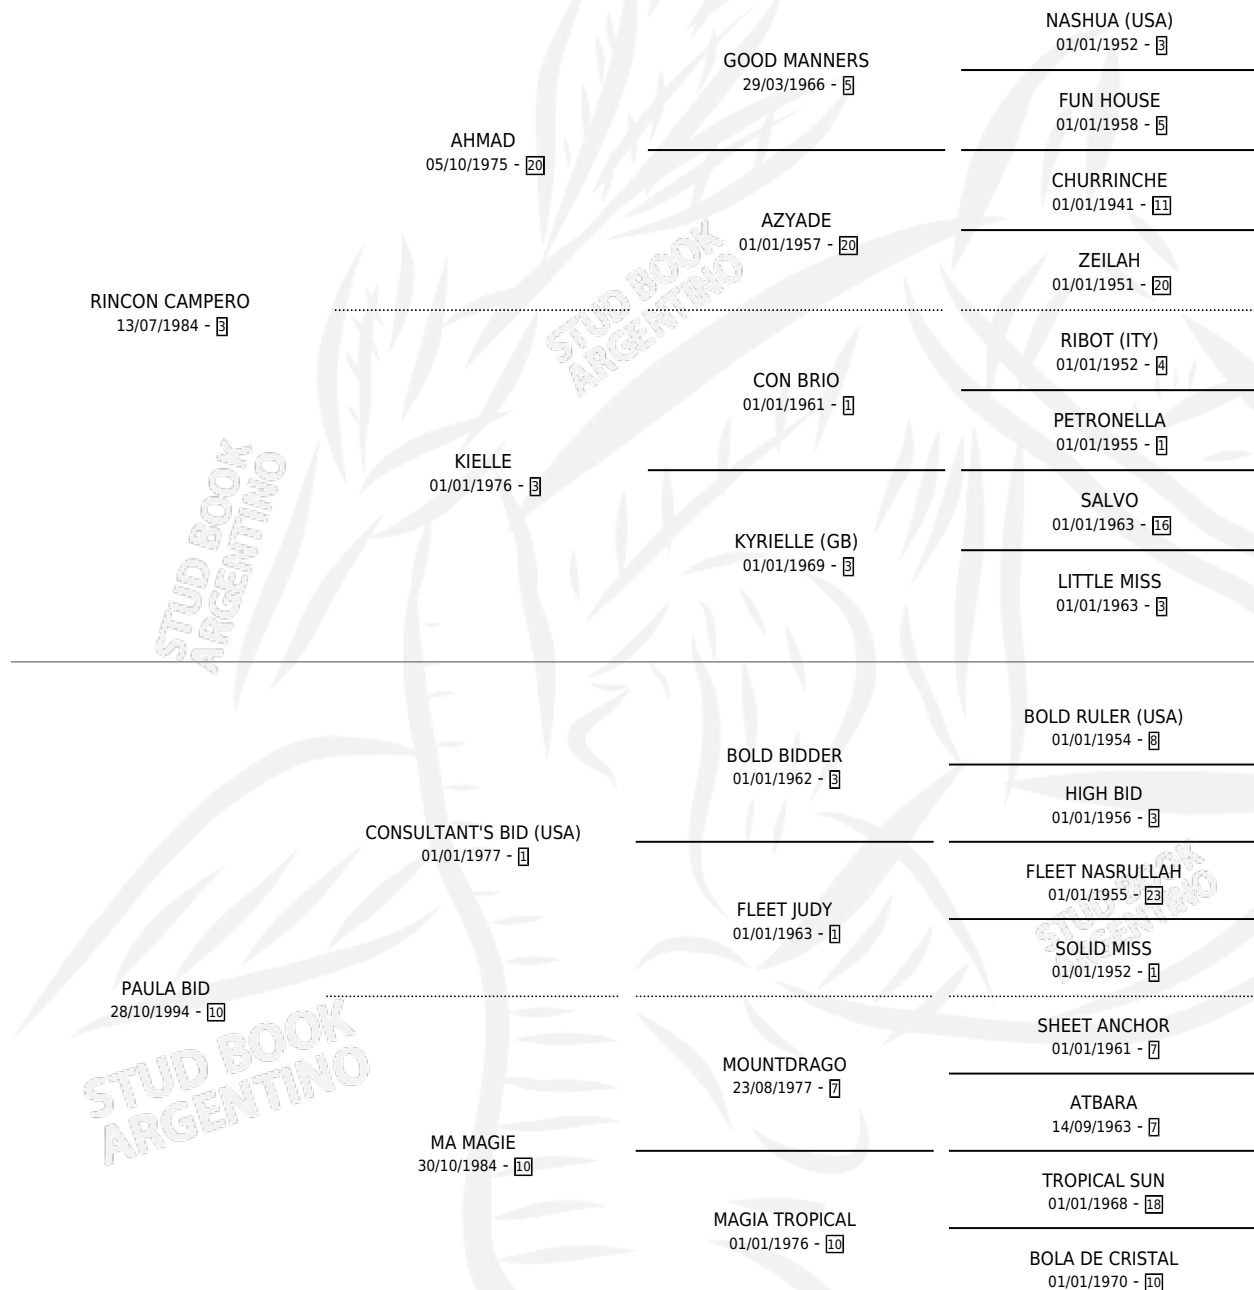 NASHUA (USA)
01/01/1952 - 3
GOOD MANNERS
29/03/1966 - 5
FUN HOUSE
01/01/1958 - 5
AHMAD
05/10/1975 - 20
CHURRINCHE
01/01/1941 - 11
AZYADE
01/01/1957 - 20
ZEILAH
01/01/1951 - 20
RINCON CAMPERO
13/07/1984 - 3
STUD BOOK
ARGENTINO
RIBOT (ITY)
01/01/1952 - 4
CON BRIO
01/01/1961 - 1
PETRONELLA
01/01/1955 - 1
KIELLE
01/01/1976 - 3
SALVO
01/01/1963 - 16
KYRIELLE (GB)
01/01/1969 - 3
LITTLE MISS
01/01/1963 - 3
STUD BOOK
ARGENTINO
BOLD RULER (USA)
01/01/1954 - 8
BOLD BIDDER
01/01/1962 - 3
HIGH BID
01/01/1956 - 3
CONSULTANT'S BID (USA)
01/01/1977 - 1
FLEET NASRULLAH
01/01/1955 - 23
STUD BOOK
ARGENTINO
FLEET JUDY
01/01/1963 - 1
SOLID MISS
01/01/1952 - 1
PAULA BID
28/10/1994 - 10
SHEET ANCHOR
01/01/1961 - 7
STUD BOOK
ARGENTINO
MOUNTDRAGO
23/08/1977 - 7
ATBARA
14/09/1963 - 7
MA MAGIE
30/10/1984 - 10
TROPICAL SUN
01/01/1968 - 18
MAGIA TROPICAL
01/01/1976 - 10
BOLA DE CRISTAL
01/01/1970 - 10